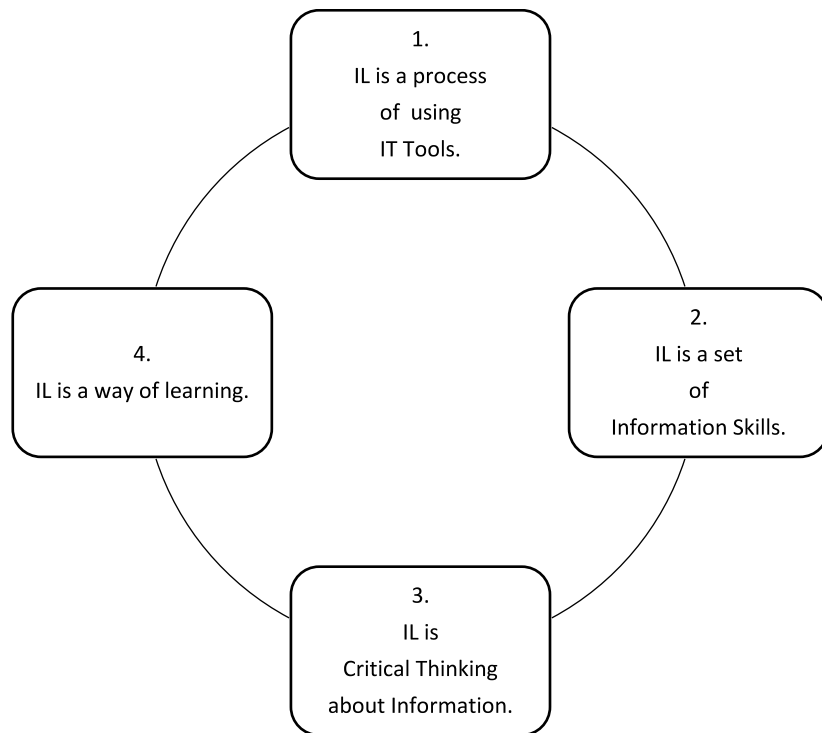 1.
IL is a process
of  using
IT Tools.
2.
IL is a set
of
Information Skills.
3.
IL is
Critical Thinking
about Information.
4.
IL is a way of learning.